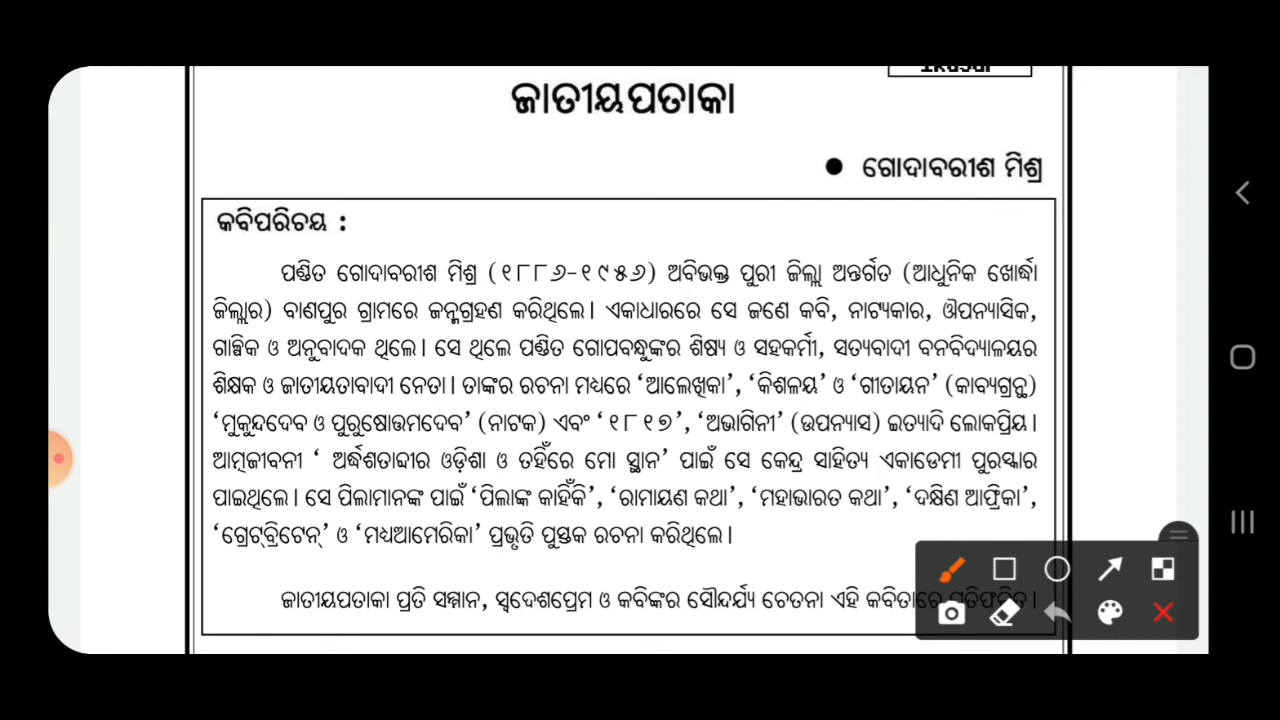 ଜାତୀୟପତାକା
● ଗୋଦାବରୀଶ ମିଶ୍ର
କବିପରିଚୟ :
ପଣ୍ଡିତ ଗୋଦାବରୀଶ ମିଶ୍ର (୧୮୮୬-୧୯୫୬) ଅବିଭକ୍ତ ପୁରୀ ଜିଲ୍ଲା ଅନ୍ତର୍ଗତ (ଆଧୁନିକ ଖୋର୍ଦ୍ଧା
ଜିଲ୍ଲାର) ବାଣପୁର ଗ୍ରାମରେ ଜନ୍ମଗ୍ରହଣ କରିଥିଲେ। ଏକାଧାରରେ ସେ ଜଣେ କବି, ନାଟ୍ୟକାର, ଔପନ୍ୟାସିକ,
ଗାଳ୍ପିକ ଓ ଅନୁବାଦକ ଥିଲେ। ସେ ଥିଲେ ପଣ୍ଡିତ ଗୋପବନ୍ଧୁଙ୍କର ଶିଷ୍ୟ ଓ ସହକର୍ମୀ, ସତ୍ୟବାଦୀ ବନବିଦ୍ୟାଳୟର
ଶିକ୍ଷକ ଓ ଜାତୀୟତାବାଦୀ ନେତା। ତାଙ୍କର ରଚନା ମଧ୍ୟରେ ‘ଆଲେଖିକା’, ‘କିଶଳୟ’ ଓ ‘ଗୀତାୟନ’ (କାବ୍ୟଗ୍ରନ୍ଥ)
‘ମୁକୁନ୍ଦଦେବ ଓ ପୁରୁଷୋତ୍ତମଦେବ’ (ନାଟକ) ଏବଂ ‘୧୮୧୭’, ‘ଅଭାଗିନୀ’ (ଉପନ୍ୟାସ) ଇତ୍ୟାଦି ଲୋକପ୍ରିୟ।
ଆତ୍ମଜୀବନୀ ‘ ଅର୍ଦ୍ଧଶତାବ୍ଦୀର ଓଡ଼ିଶା ଓ ତହିଁରେ ମୋ ସ୍ଥାନ’ ପାଇଁ ସେ କେନ୍ଦ୍ର ସାହିତ୍ୟ ଏକାଡେମୀ ପୁରସ୍କାର
ପାଇଥିଲେ। ସେ ପିଲାମାନଙ୍କ ପାଇଁ ‘ପିଲାଙ୍କ କାହିଁକି’, ‘ରାମାୟଣ କଥା’, ‘ମହାଭାରତ କଥା’, ‘ଦକ୍ଷିଣ ଆଫ୍ରିକା’,
‘ଗ୍ରେଟ୍‌ବ୍ରିଟେନ୍’ ଓ ‘ମଧ୍ୟଆମେରିକା’ ପ୍ରଭୃତି ପୁସ୍ତକ ରଚନା କରିଥିଲେ।
ଜାତୀୟପତାକା ପ୍ରତି ସମ୍ମାନ, ସ୍ୱଦେଶପ୍ରେମ ଓ କବିଙ୍କର ସୌନ୍ଦର୍ଯ୍ୟ ଚେତନା ଏହି କବିତାରେ ପ୍ରତିଫଳିତ।